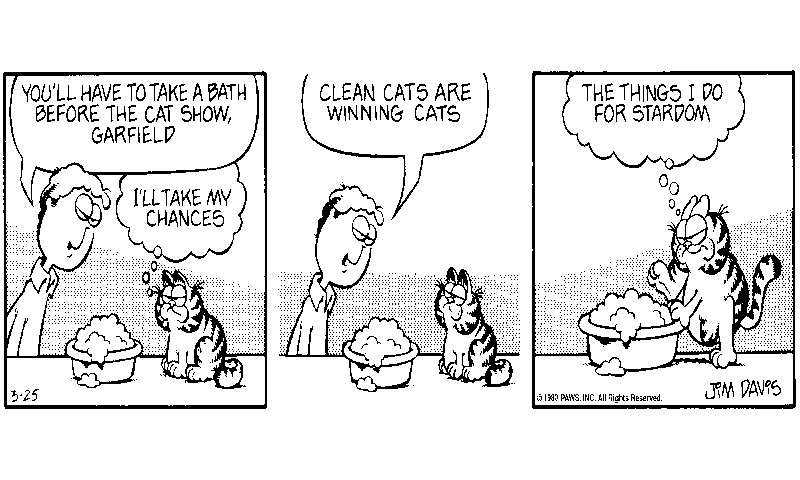 YOU'LL HAVE TO TAKE A BATH
BEFORE THE CAT SHOW,
GARFIELD
I'LL TAKE MY
CHANCES
3-25
CLEAN CATS ARE
WINNING CATS
THE THINGS I DO
FOR STARDOM
© 1982 PAWS, INC. All Rights Reserved.
JIM DAVIS